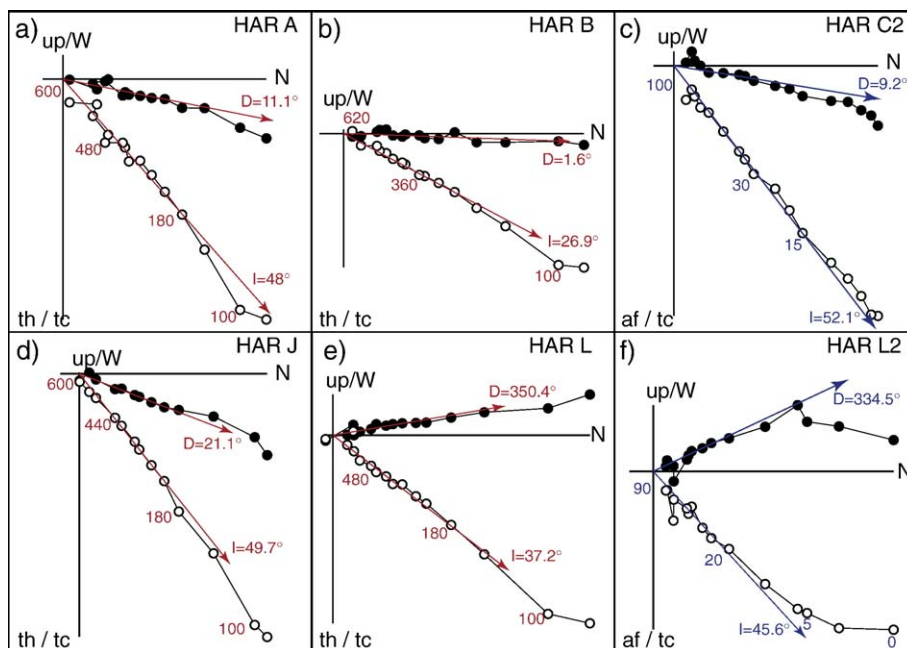 a) HAR A
up/W
N
600
D=11.1°
480
180
I=48°
100
th / tc
b) HAR B
up/W
620
N
D=1.6°
360
I=26.9°
100
th / tc
c) HAR C2
up/W
N
100
D=9.2°
30
15
I=52.1°
af / tc
d) HAR J
up/W
N
600
440
D=21.1°
180
I=49.7°
100
th / tc
e) HAR L
up/W
D=350.4°
N
480
180
I=37.2°
100
th / tc
f) HAR L2
up/W
D=334.5°
N
90
20
5
I=45.6°
0
af / tc